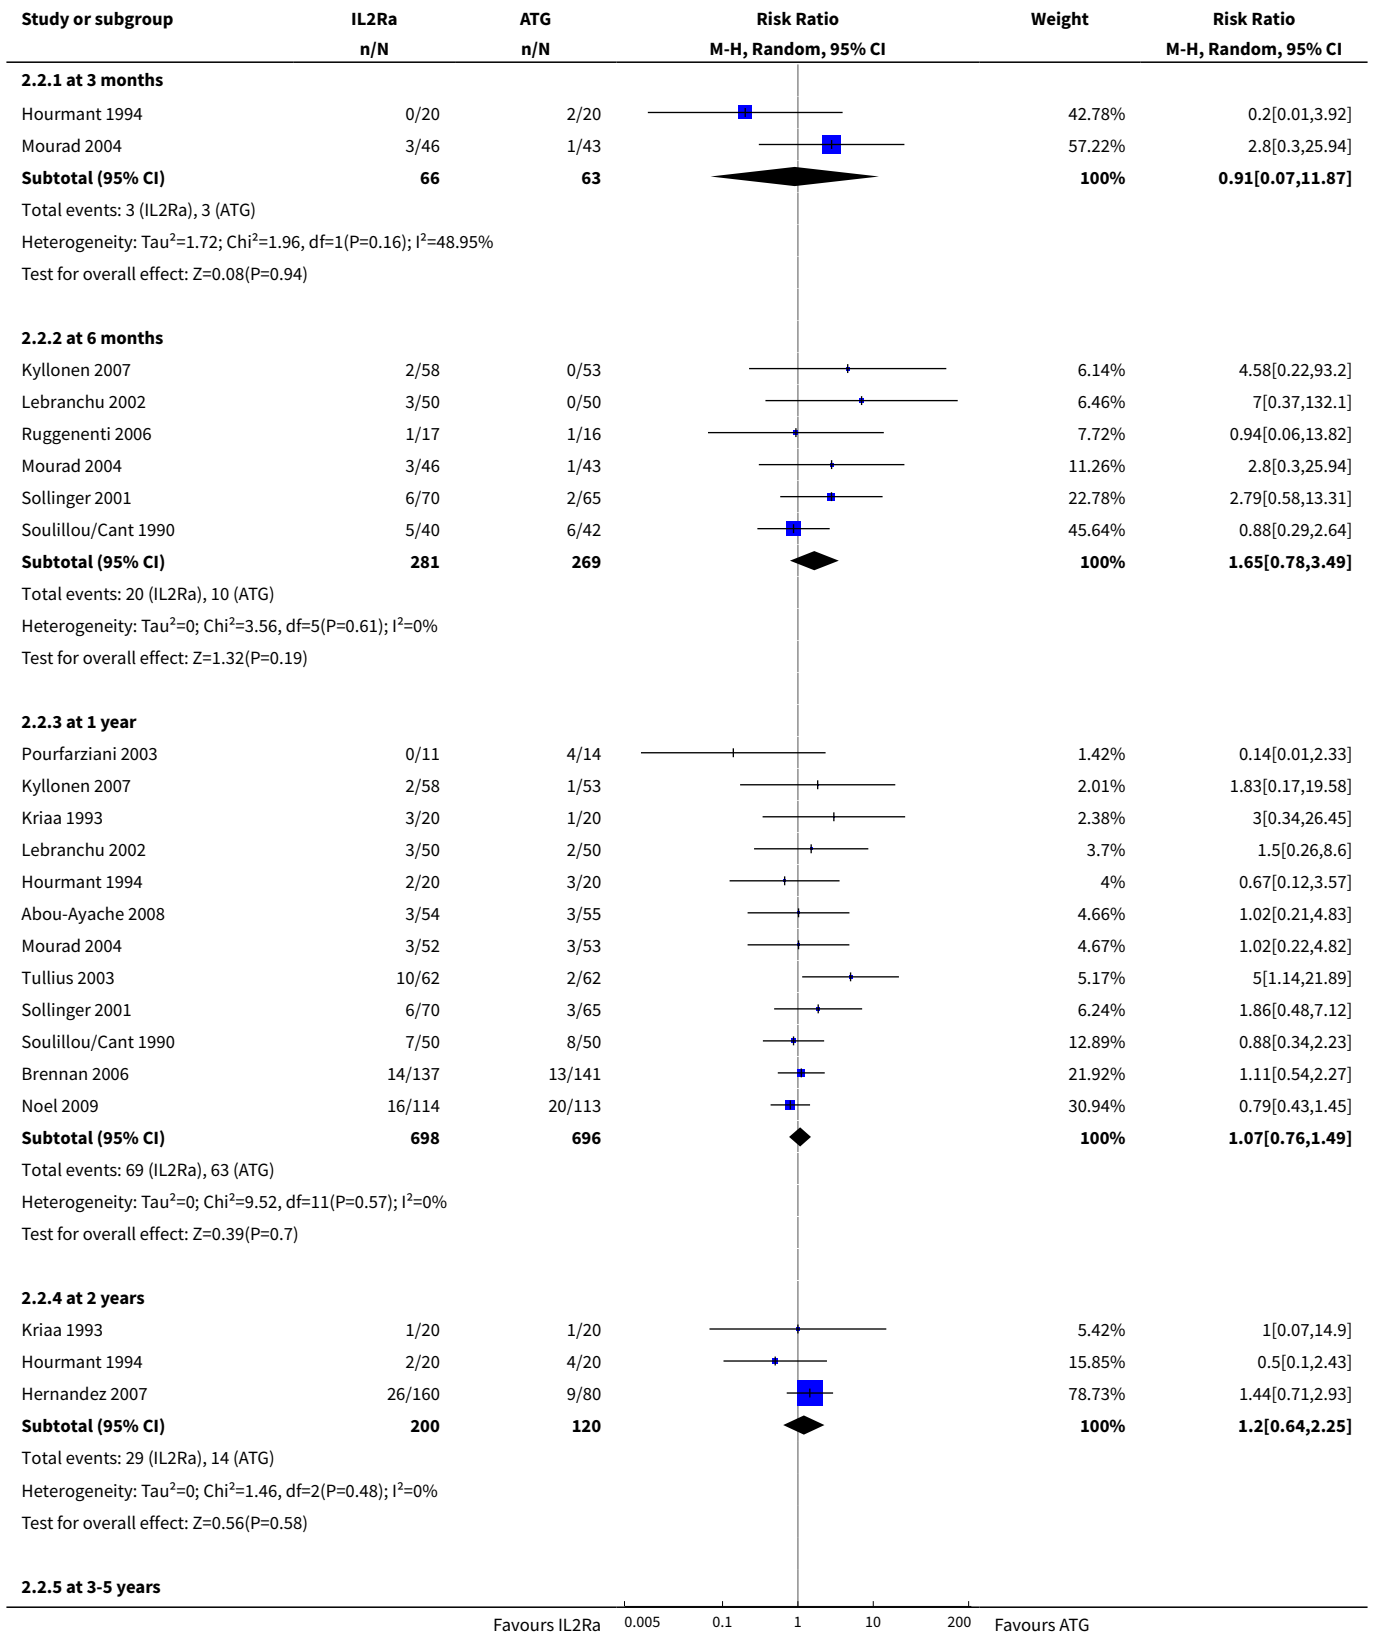 Study or subgroup IL2Ra ATG Risk Ratio Weight Risk Ratio
n/N n/N M-H, Random, 95% CI M-H, Random, 95% CI
2.2.1 at 3 months
Hourmant 1994 0/20 2/20 42.78% 0.2[0.01,3.92]
Mourad 2004 3/46 1/43 57.22% 2.8[0.3,25.94]
Subtotal (95% CI) 66 63 100% 0.91[0.07,11.87]
Total events: 3 (IL2Ra), 3 (ATG)
Heterogeneity: Tau²=1.72; Chi²=1.96, df=1(P=0.16); I²=48.95%
Test for overall effect: Z=0.08(P=0.94)
2.2.2 at 6 months
Kyllonen 2007 2/58 0/53 6.14% 4.58[0.22,93.2]
Lebranchu 2002 3/50 0/50 6.46% 7[0.37,132.1]
Ruggenenti 2006 1/17 1/16 7.72% 0.94[0.06,13.82]
Mourad 2004 3/46 1/43 11.26% 2.8[0.3,25.94]
Sollinger 2001 6/70 2/65 22.78% 2.79[0.58,13.31]
Soulillou/Cant 1990 5/40 6/42 45.64% 0.88[0.29,2.64]
Subtotal (95% CI) 281 269 100% 1.65[0.78,3.49]
Total events: 20 (IL2Ra), 10 (ATG)
Heterogeneity: Tau²=0; Chi²=3.56, df=5(P=0.61); I²=0%
Test for overall effect: Z=1.32(P=0.19)
2.2.3 at 1 year
Pourfarziani 2003 0/11 4/14 1.42% 0.14[0.01,2.33]
Kyllonen 2007 2/58 1/53 2.01% 1.83[0.17,19.58]
Kriaa 1993 3/20 1/20 2.38% 3[0.34,26.45]
Lebranchu 2002 3/50 2/50 3.7% 1.5[0.26,8.6]
Hourmant 1994 2/20 3/20 4% 0.67[0.12,3.57]
Abou-Ayache 2008 3/54 3/55 4.66% 1.02[0.21,4.83]
Mourad 2004 3/52 3/53 4.67% 1.02[0.22,4.82]
Tullius 2003 10/62 2/62 5.17% 5[1.14,21.89]
Sollinger 2001 6/70 3/65 6.24% 1.86[0.48,7.12]
Soulillou/Cant 1990 7/50 8/50 12.89% 0.88[0.34,2.23]
Brennan 2006 14/137 13/141 21.92% 1.11[0.54,2.27]
Noel 2009 16/114 20/113 30.94% 0.79[0.43,1.45]
Subtotal (95% CI) 698 696 100% 1.07[0.76,1.49]
Total events: 69 (IL2Ra), 63 (ATG)
Heterogeneity: Tau²=0; Chi²=9.52, df=11(P=0.57); I²=0%
Test for overall effect: Z=0.39(P=0.7)
2.2.4 at 2 years
Kriaa 1993 1/20 1/20 5.42% 1[0.07,14.9]
Hourmant 1994 2/20 4/20 15.85% 0.5[0.1,2.43]
Hernandez 2007 26/160 9/80 78.73% 1.44[0.71,2.93]
Subtotal (95% CI) 200 120 100% 1.2[0.64,2.25]
Total events: 29 (IL2Ra), 14 (ATG)
Heterogeneity: Tau²=0; Chi²=1.46, df=2(P=0.48); I²=0%
Test for overall effect: Z=0.56(P=0.58)
2.2.5 at 3-5 years
Favours IL2Ra 0.005 0.1 1 10 200 Favours ATG